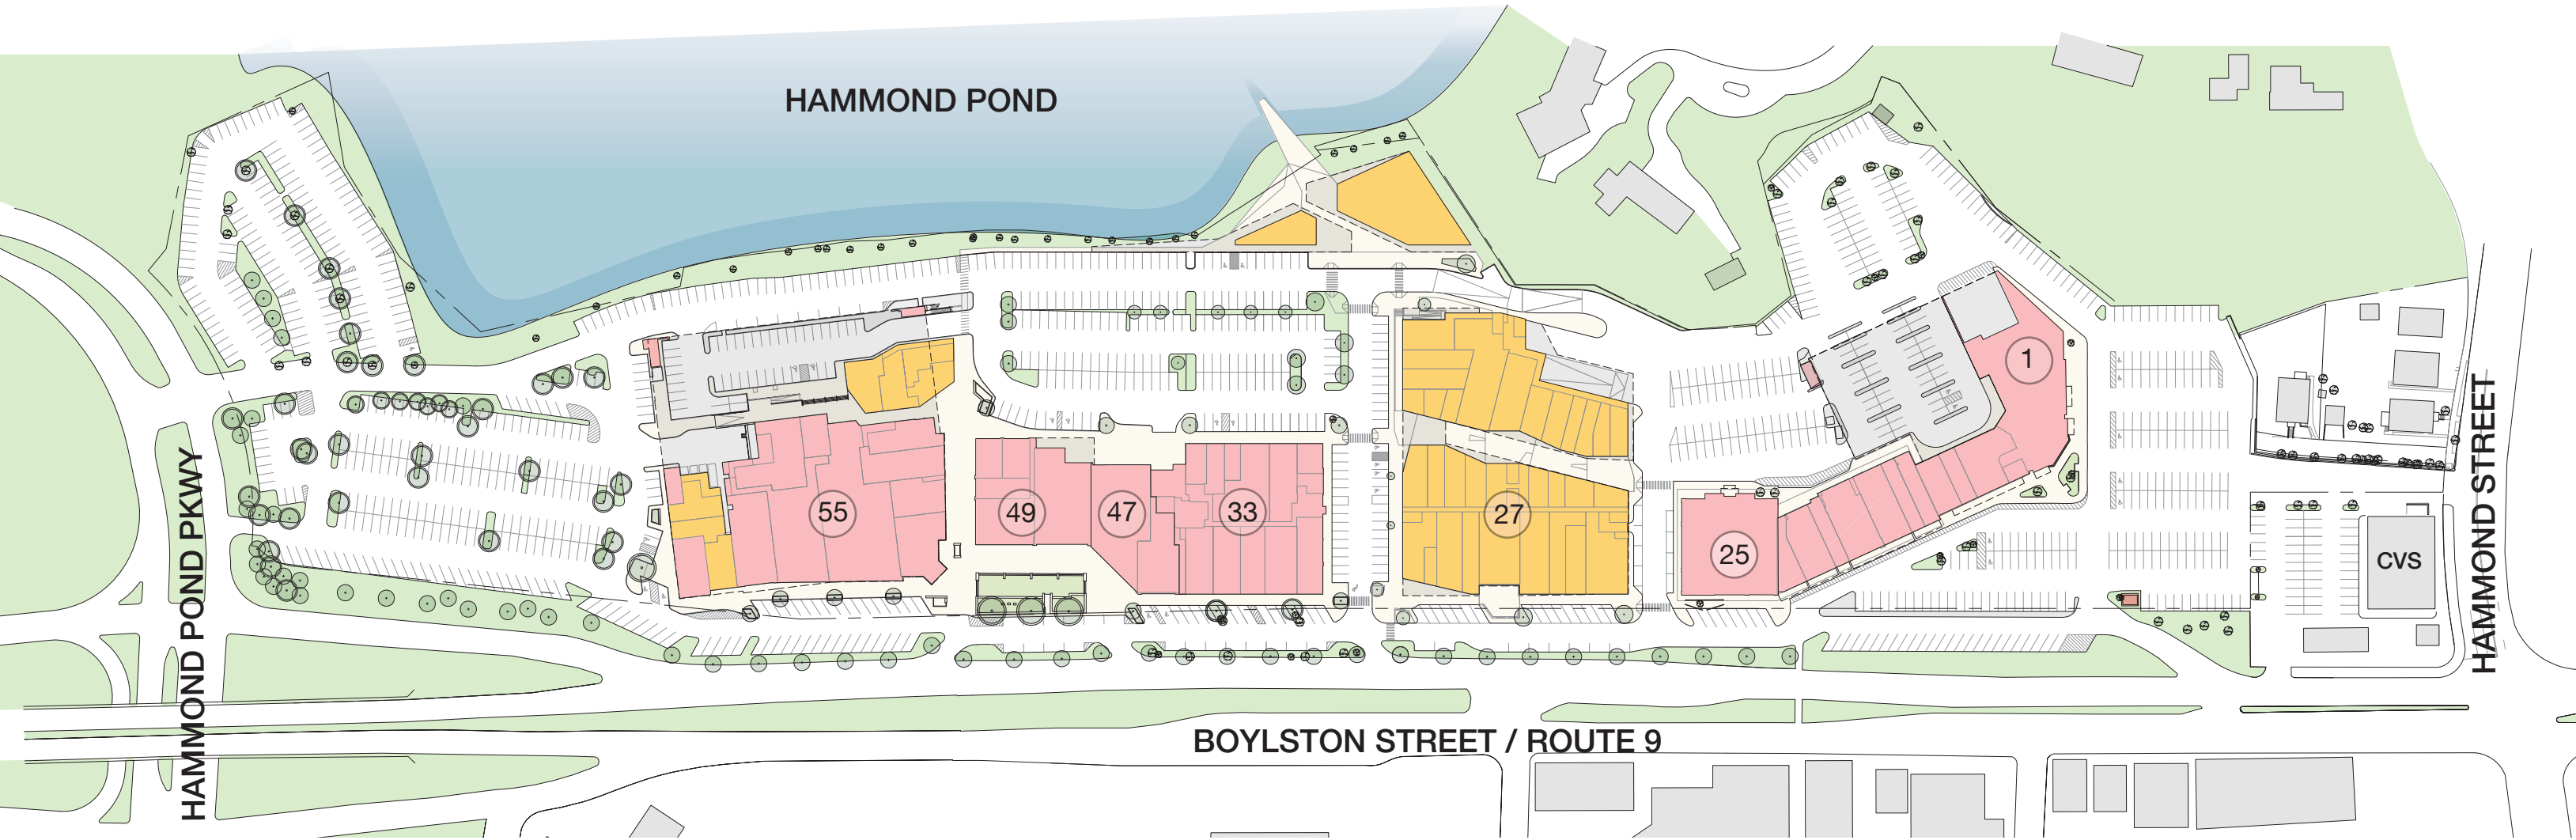 HAMMOND POND
1
55
49
47
33
27
25
CVS
HAMMOND POND PKWY
HAMMOND STREET
BOYLSTON STREET / ROUTE 9